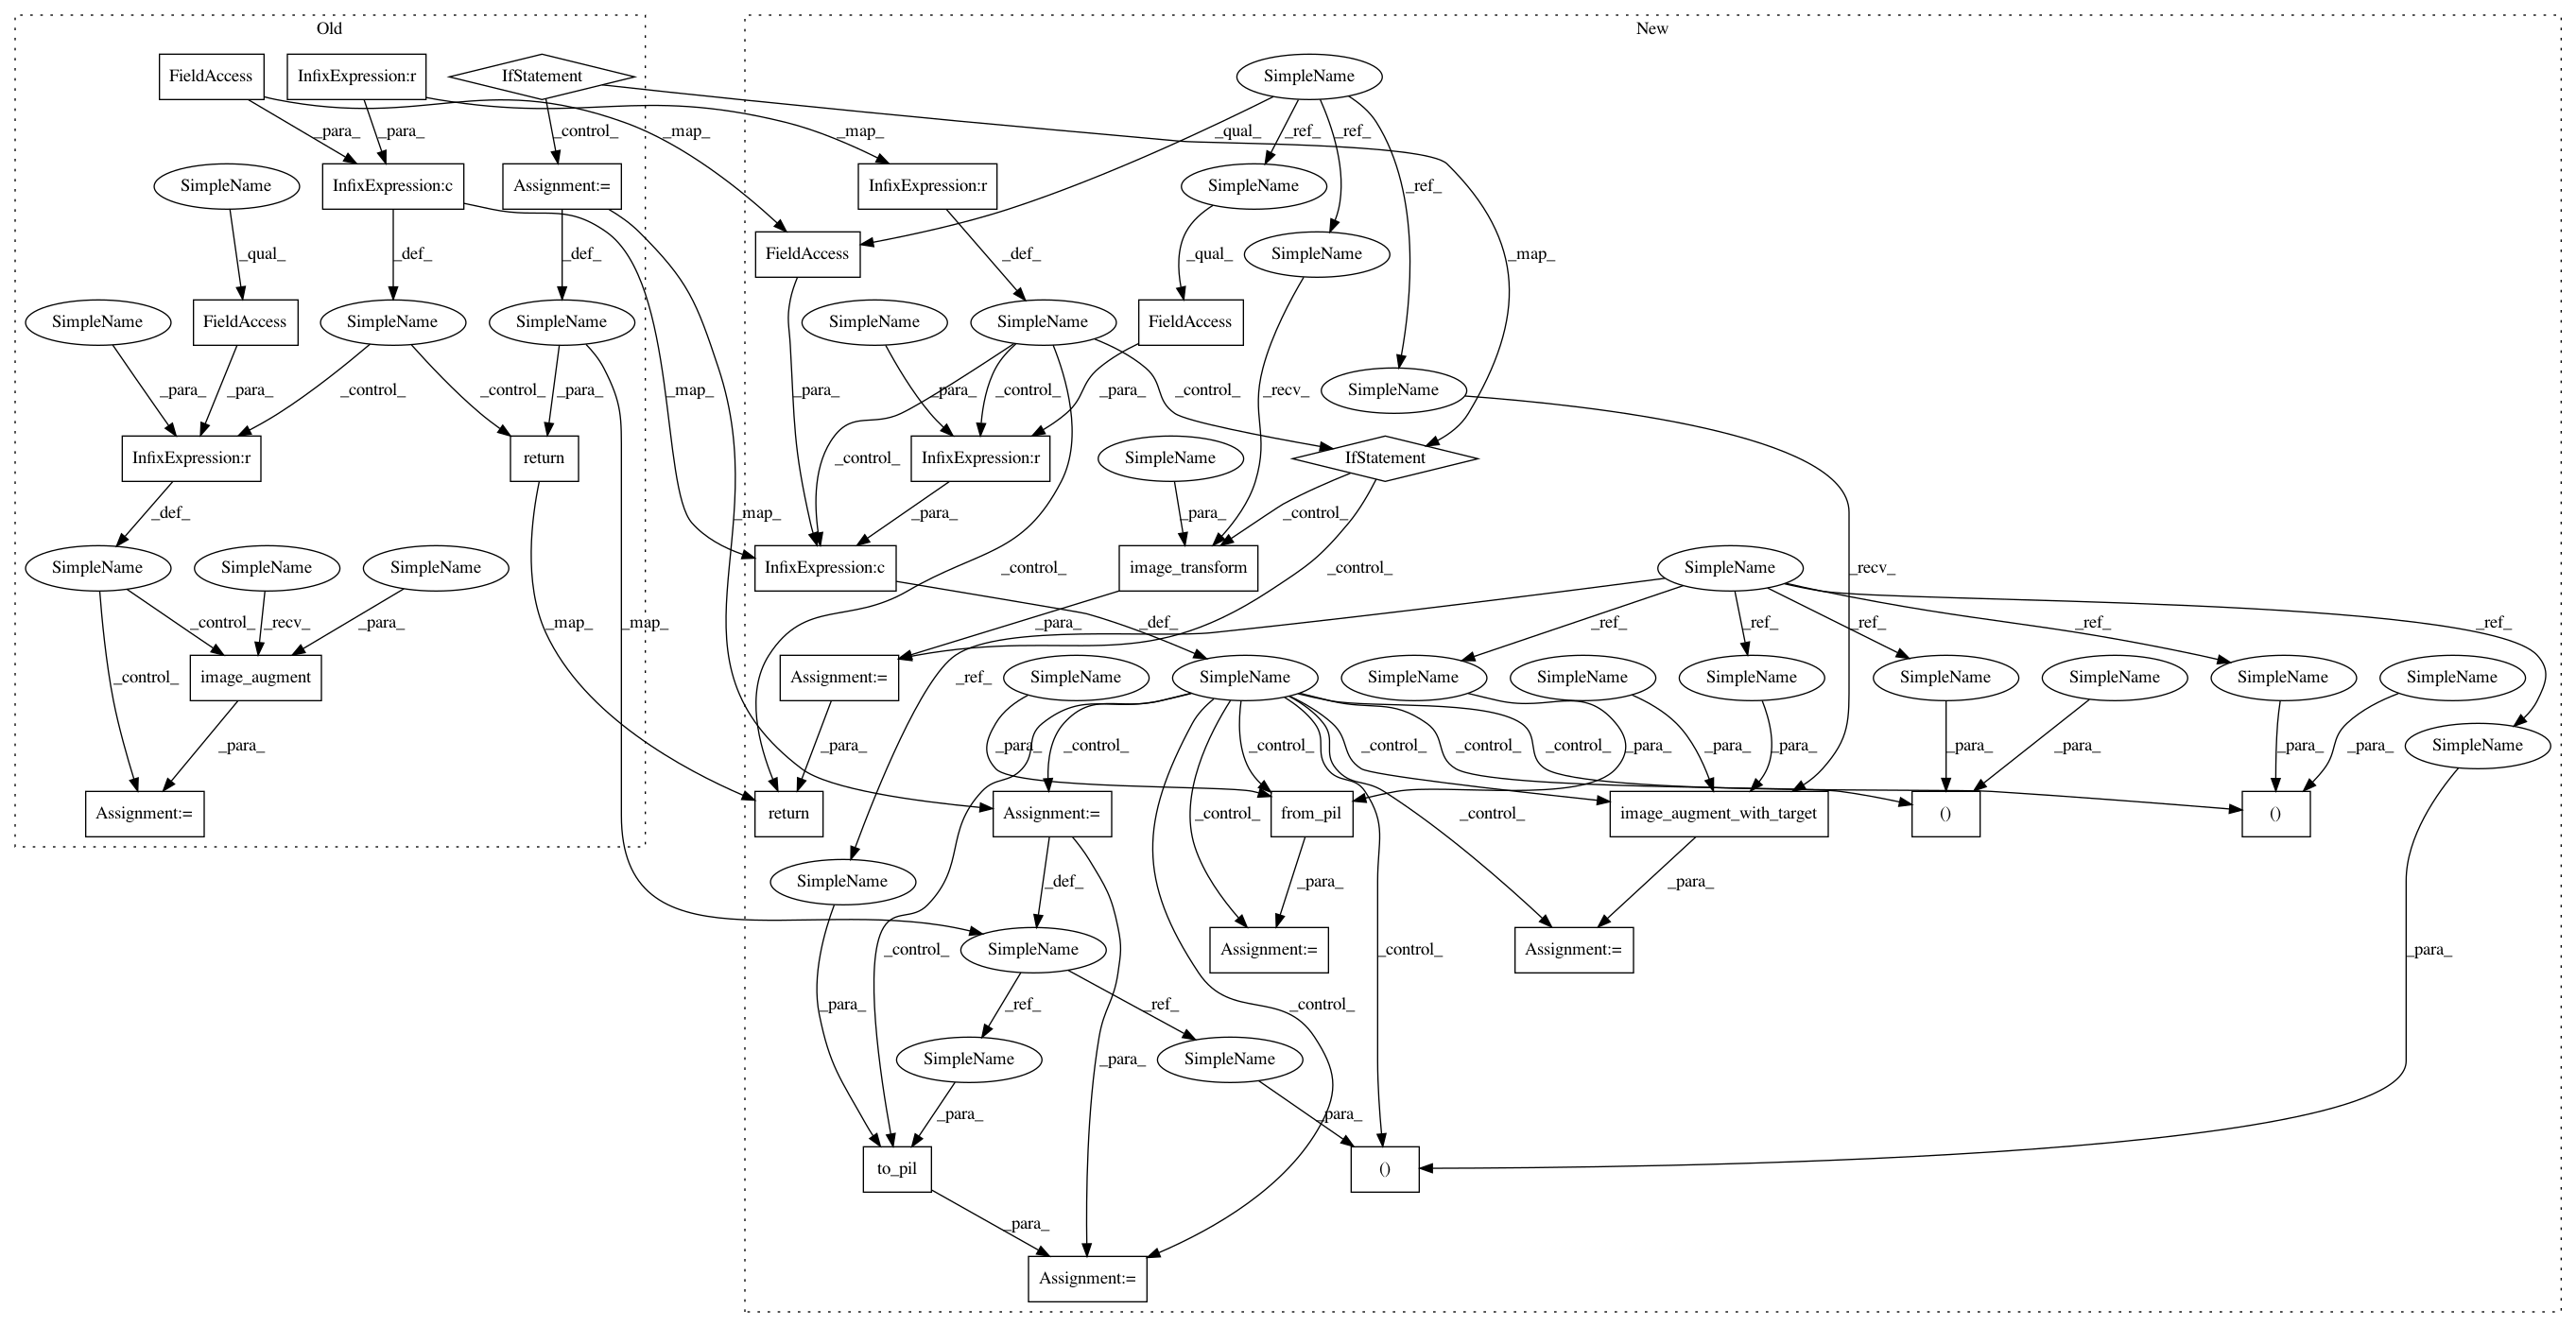 Old
New
FieldAccess
InfixExpression:r
IfStatement
SimpleName
_para_
_para_
_control_
_map_
_map_
_qual_
_ref_
_ref_
SimpleName
InfixExpression:c
Assignment:=
InfixExpression:r
SimpleName
_ref_
_qual_
_def_
_def_
FieldAccess
_def_
_qual_
SimpleName
_map_
SimpleName
FieldAccess
SimpleName
SimpleName
SimpleName
SimpleName
FieldAccess
_para_
_para_
_control_
_control_
_para_
_map_
_para_
_para_
_control_
_para_
_control_
_recv_
SimpleName
InfixExpression:r
return
_control_
InfixExpression:r
SimpleName
IfStatement
_def_
_map_
_para_
_para_
_control_
SimpleName
SimpleName
SimpleName
InfixExpression:c
image_transform
_control_
_control_
SimpleName
_recv_
_control_
_recv_
_para_
_map_
_map_
_para_
_def_
_ref_
_ref_
_ref_
_ref_
_ref_
_control_
image_augment
Assignment:=
_ref_
SimpleName
SimpleName
SimpleName
SimpleName
SimpleName
SimpleName
SimpleName
SimpleName
SimpleName
_para_
_para_
_para_
_control_
_control_
_control_
_control_
_control_
_para_
_para_
_para_
_para_
_para_
_para_
SimpleName
Assignment:=
return
Assignment:=
_control_
from_pil
_control_
image_augment_with_target
()
()
SimpleName
_def_
_para_
_para_
SimpleName
_control_
Assignment:=
Assignment:=
_control_
_para_
_para_
_ref_
_ref_
_control_
SimpleName
SimpleName
_para_
_para_
_para_
to_pil
()
_para_
Assignment:=